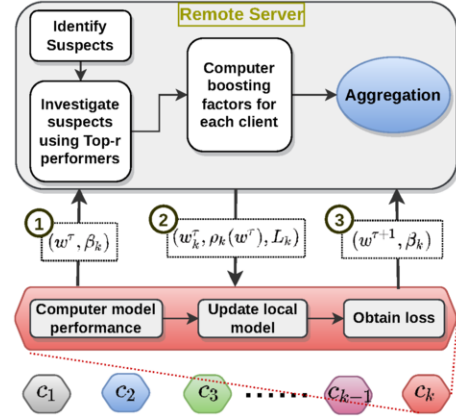 Remote Server
Identify
Suspects
Investigate
suspects
using Top-r
performers
Computer
boosting
factors for
each client
Aggregation
1
(w^τ, β_k)
2
(w_k^τ, ρ_k(w^τ), L_k)
3
(w^{τ+1}, β_k)
Computer model
performance
Update local
model
Obtain loss
c_1
c_2
c_3
......
c_{k-1}
c_k